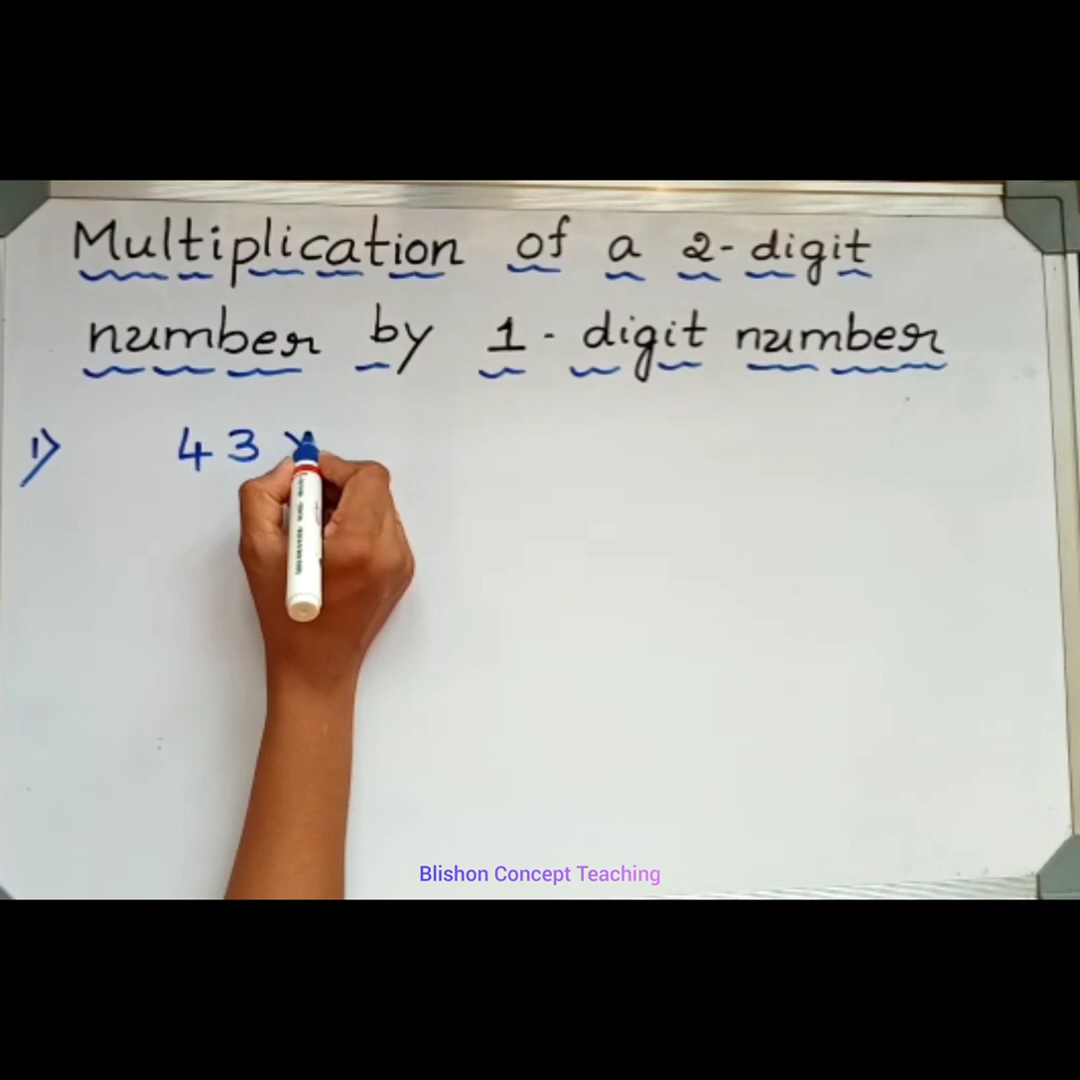 Multiplication of a 2-digit
number by 1-digit number
1) 43 ×
Blishon Concept Teaching